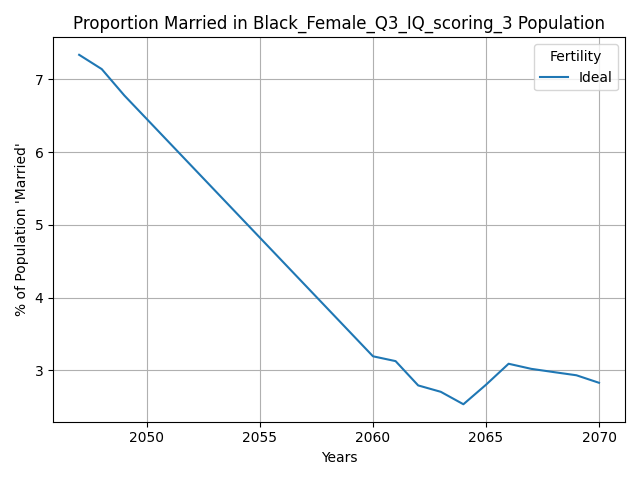 Proportion Married in Black_Female_Q3_IQ_scoring_3 Population
Fertility
Ideal
% of Population 'Married'
7
6
5
4
3
2050 2055 2060 2065 2070
Years